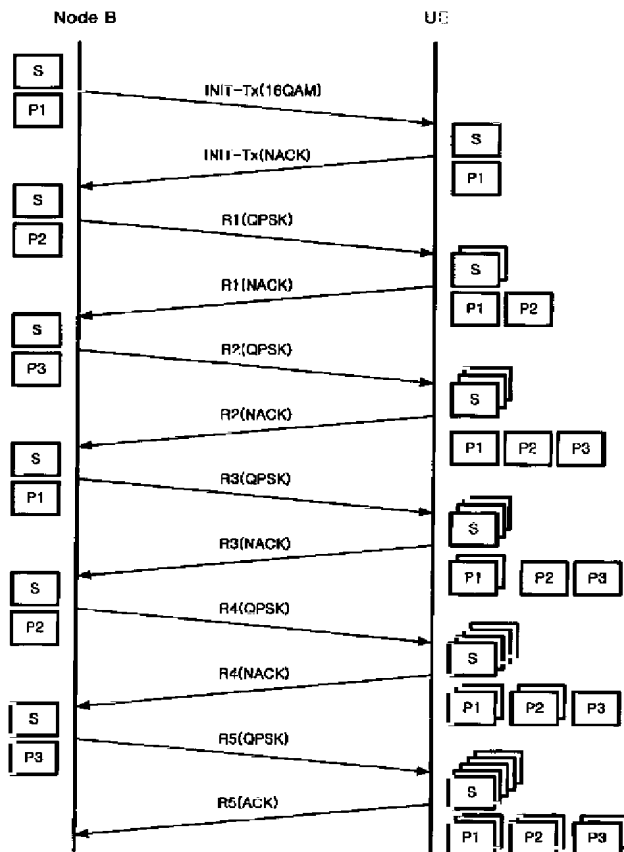 Node B
S
INIT-Tx(16QAM)
P1
S
INIT-Tx(NACK)
P1
S
R1(QPSK)
P2
S
R1(NACK)
P1 P2
S
R2(QPSK)
P3
S
R2(NACK)
P1 P2 P3
S
R3(QPSK)
P1
S
R3(NACK)
P1 P2 P3
S
R4(QPSK)
P2
S
R4(NACK)
P1 P2 P3
S
R5(QPSK)
P3
S
R5(ACK)
P1 P2 P3